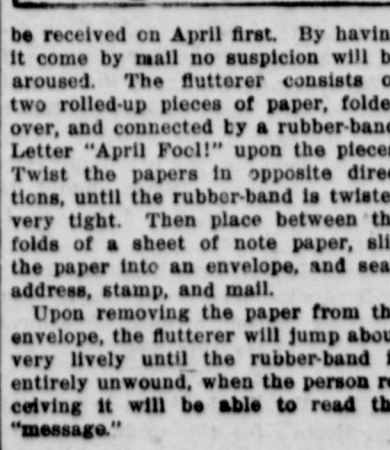 be received on April first. By havin
it come by mail no suspicion will b
aroused. The flutterer consists o
two rolled-up pieces of paper, folde
over, and connected by a rubber-band
Letter "April Fool!" upon the piece
Twist the papers in opposite direc
tions, until the rubber-band is twiste
very tight. Then place between th
folds of a sheet of note paper, sli
the paper into an envelope, and sea
address, stamp, and mail.
Upon removing the paper from th
envelope, the flutterer will jump abou
very lively until the rubber-band i
entirely unwound, when the person re
ceiving it will be able to read th
"message."